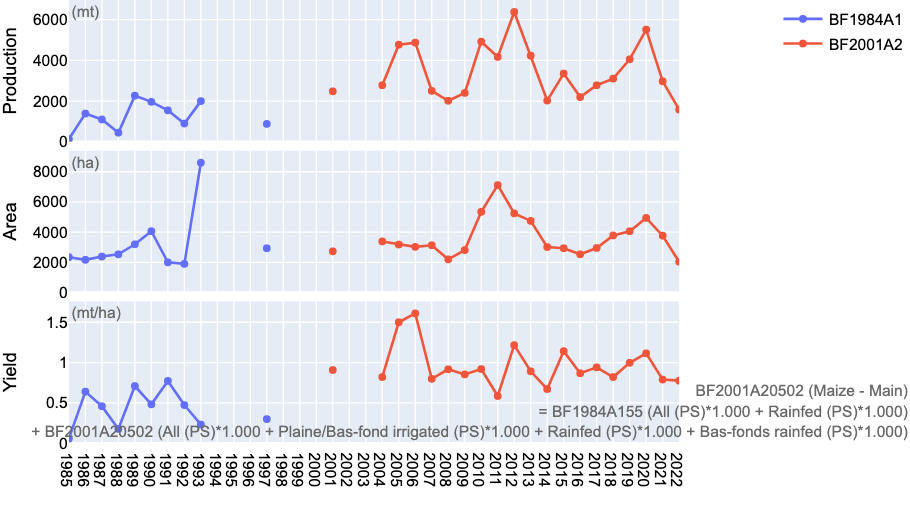 (mt)
Production
6000
4000
2000
0
BF1984A1
BF2001A2
(ha)
Area
8000
6000
4000
2000
0
(mt/ha)
Yield
1.5
1
0.5
0
BF2001A20502 (Maize - Main)
= BF1984A155 (All (PS)*1.000 + Rainfed (PS)*1.000)
+ BF2001A20502 (All (PS)*1.000 + Plaine/Bas-fond irrigated (PS)*1.000 + Rainfed (PS)*1.000 + Bas-fonds rainfed (PS)*1.000)
1985 1986 1987 1988 1989 1990 1991 1992 1993 1994 1995 1996 1997 1998 1999 2000 2001 2002 2003 2004 2005 2006 2007 2008 2009 2010 2011 2012 2013 2014 2015 2016 2017 2018 2019 2020 2021 2022